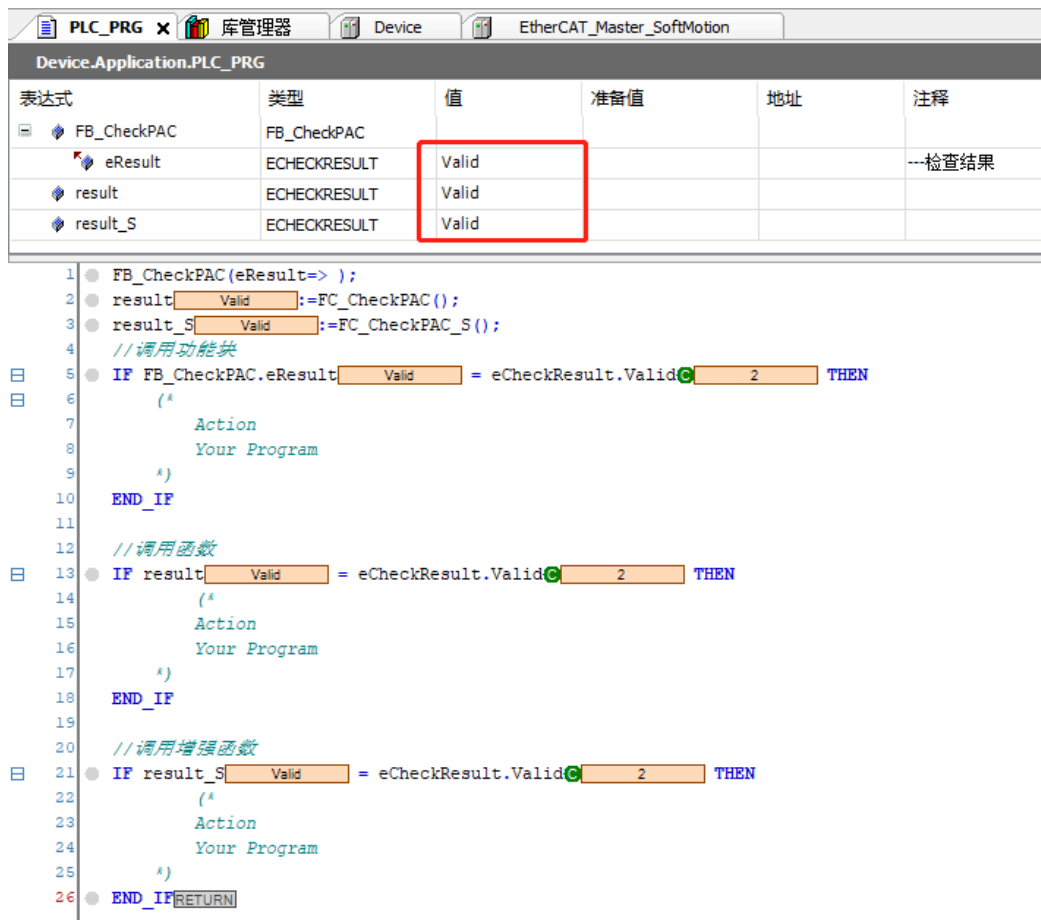 PLC_PRG 库管理器 Device EtherCAT_Master_SoftMotion
Device.Application.PLC_PRG
表达式 类型 值 准备值 地址 注释
FB_CheckPAC FB_CheckPAC
eResult ECHECKRESULT Valid ---检查结果
result ECHECKRESULT Valid
result_S ECHECKRESULT Valid
1 FB_CheckPAC(eResult=> );
2 result Valid :=FC_CheckPAC();
3 result_S Valid :=FC_CheckPAC_S();
4 //调用功能块
5 IF FB_CheckPAC.eResult Valid = eCheckResult.Valid C 2 THEN
6 (*
7 Action
8 Your Program
9 *)
10 END_IF
11
12 //调用函数
13 IF result Valid = eCheckResult.Valid C 2 THEN
14 (*
15 Action
16 Your Program
17 *)
18 END_IF
19
20 //调用增强函数
21 IF result_S Valid = eCheckResult.Valid C 2 THEN
22 (*
23 Action
24 Your Program
25 *)
26 END_IF RETURN